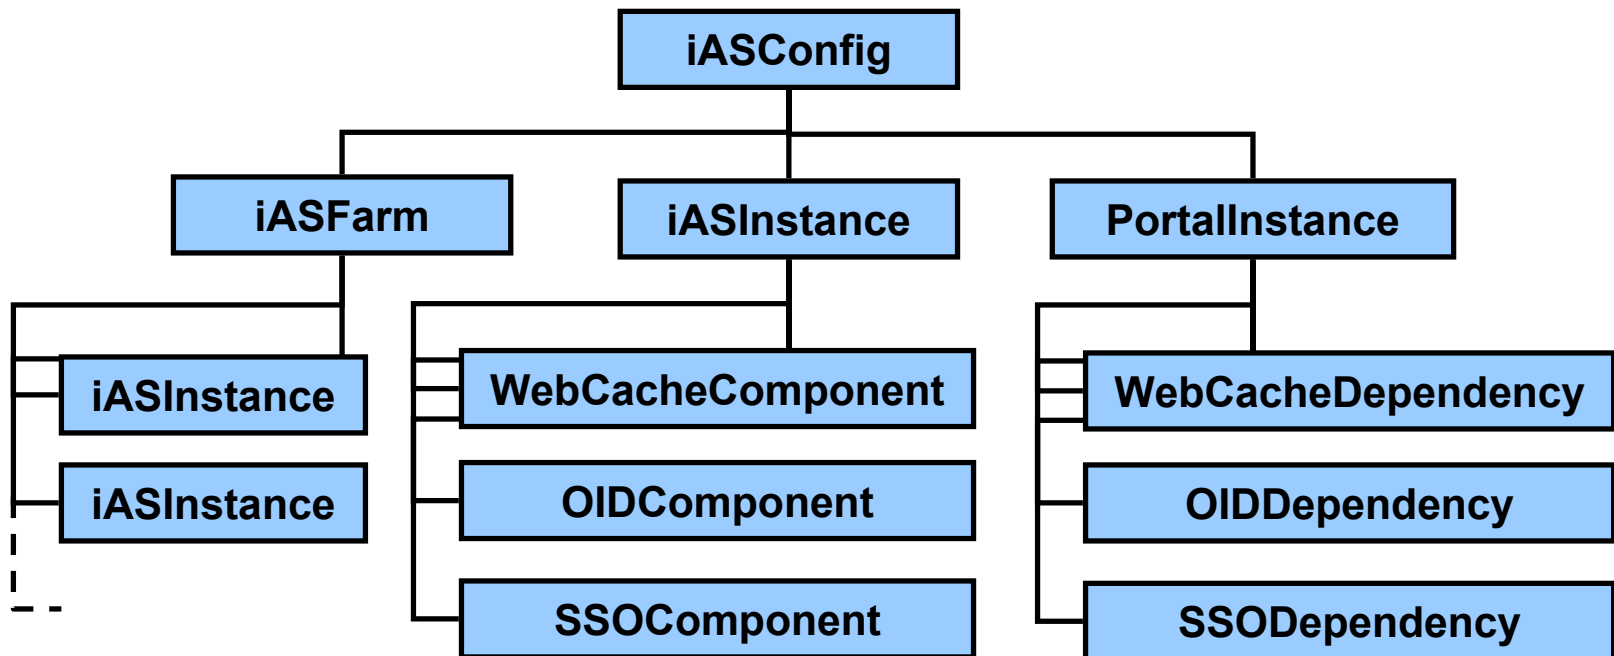 iASConfig
iASFarm
iASInstance
PortalInstance
iASInstance
WebCacheComponent
WebCacheDependency
iASInstance
OIDComponent
OIDDependency
SSOComponent
SSODependency